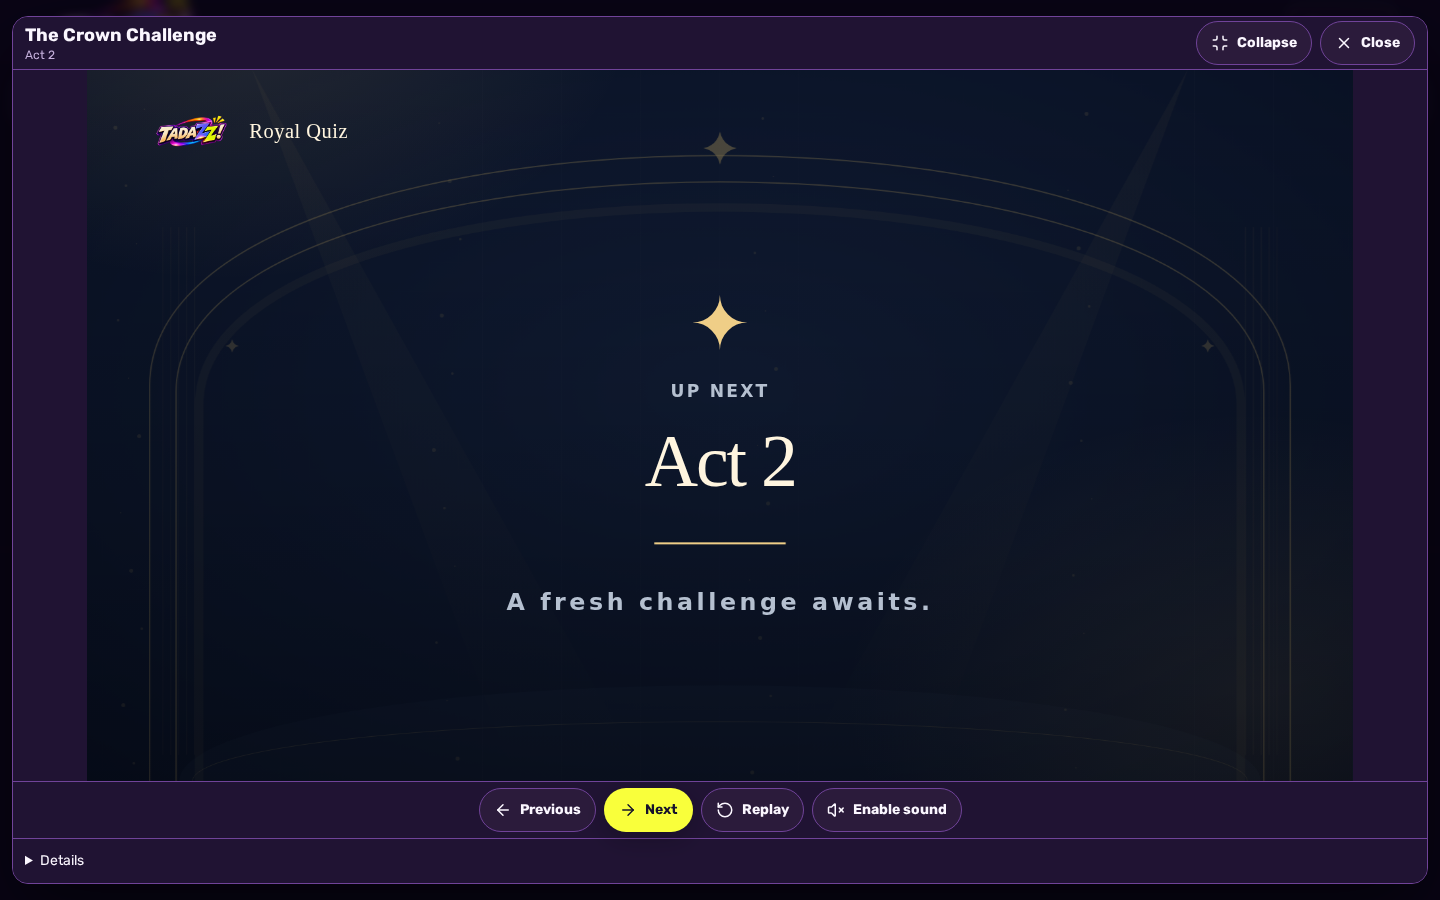 The Crown Challenge
Act 2
Collapse
Close
TADAZZ!
Royal Quiz
UP NEXT
Act 2
A fresh challenge awaits.
Previous
Next
Replay
Enable sound
Details